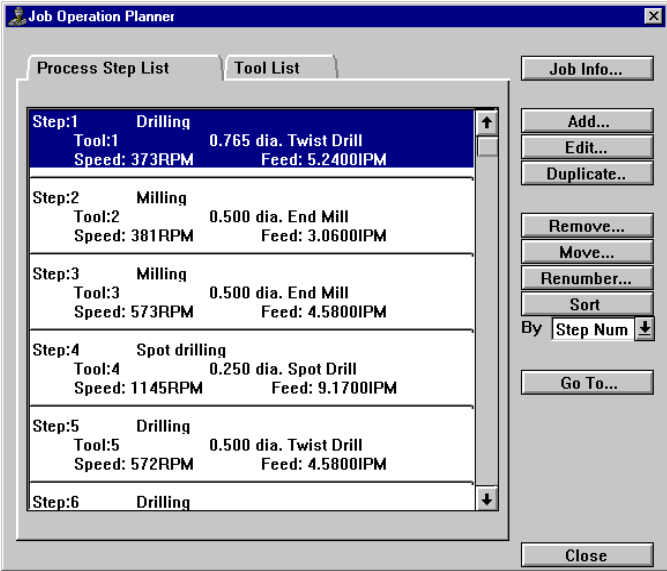 Job Operation Planner
Process Step List
Tool List
Job Info...
Step:1 Drilling
Tool:1 0.765 dia. Twist Drill
Speed: 373RPM Feed: 5.2400IPM
Step:2 Milling
Tool:2 0.500 dia. End Mill
Speed: 381RPM Feed: 3.0600IPM
Step:3 Milling
Tool:3 0.500 dia. End Mill
Speed: 573RPM Feed: 4.5800IPM
Step:4 Spot drilling
Tool:4 0.250 dia. Spot Drill
Speed: 1145RPM Feed: 9.1700IPM
Step:5 Drilling
Tool:5 0.500 dia. Twist Drill
Speed: 572RPM Feed: 4.5800IPM
Step:6 Drilling
Add...
Edit...
Duplicate..
Remove...
Move...
Renumber...
Sort
By Step Num
Go To...
Close